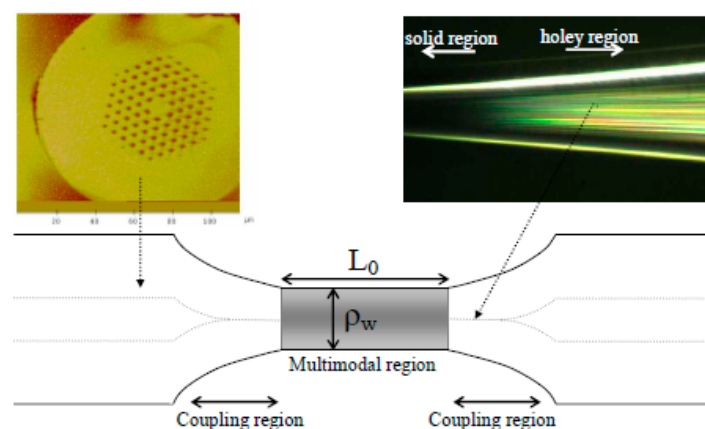 solid region
holey region
20
40
60
80
100
µm
L0
ρw
Multimodal region
Coupling region
Coupling region